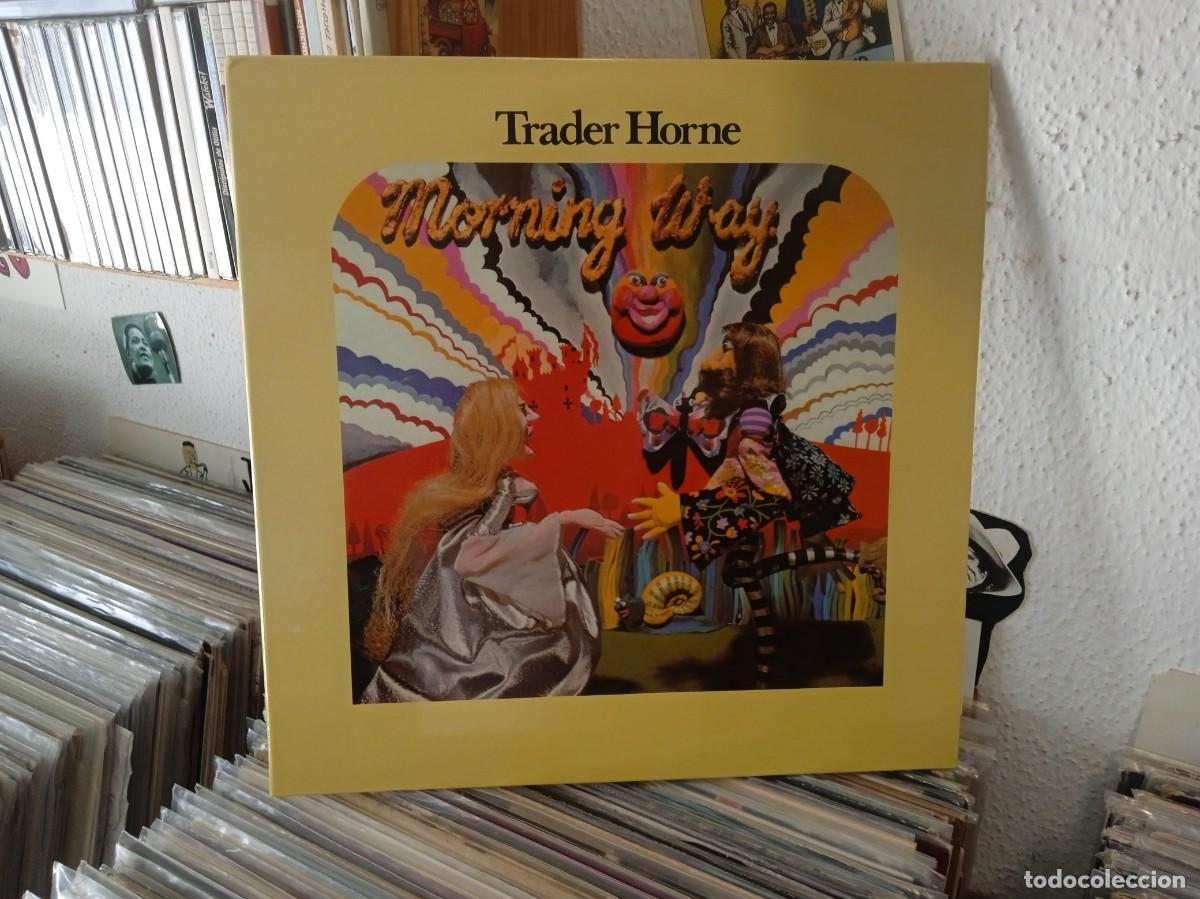 Trader Horne
Morning Way
todocoleccion